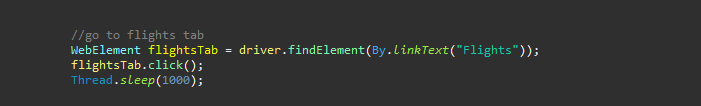 //go to flights tab
WebElement flightsTab = driver.findElement(By.linkText("Flights"));
flightsTab.click();
Thread.sleep(1000);